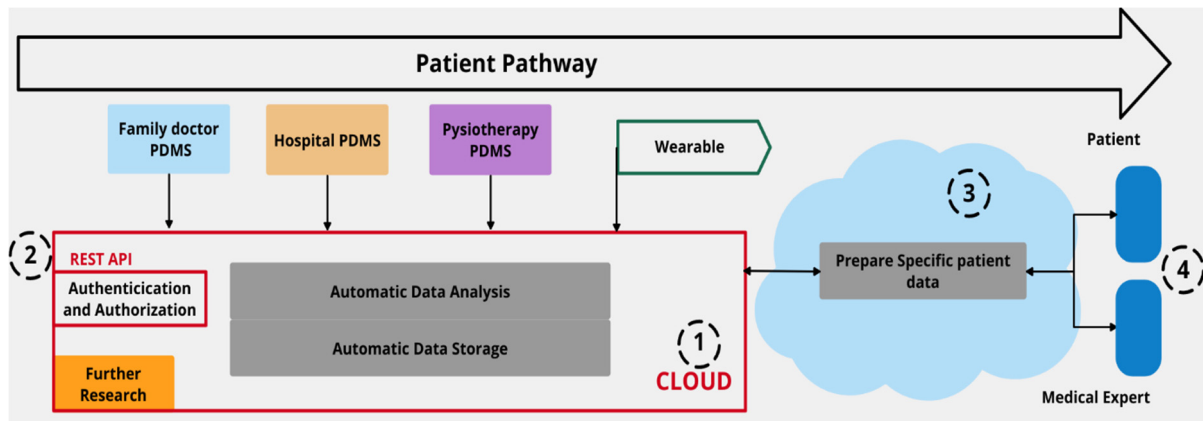 Patient Pathway
Family doctor
PDMS
Hospital PDMS
Pysiotherapy
PDMS
Wearable
Patient
3
2
REST API
Authenticication
and Authorization
Automatic Data Analysis
Prepare Specific patient
data
4
Automatic Data Storage
1
CLOUD
Further
Research
Medical Expert